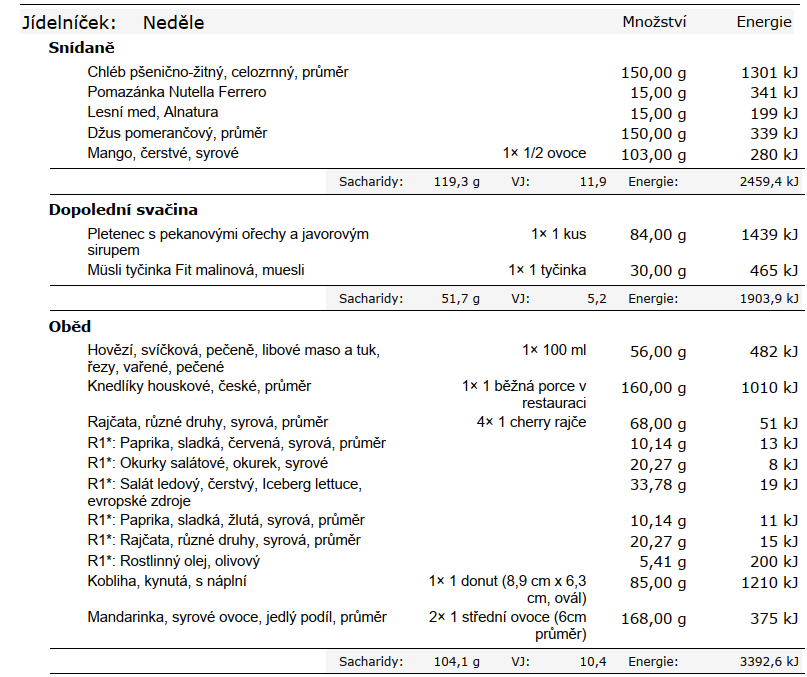 Jídelníček: Neděle Množství Energie
Snídaně
Chléb pšenično-žitný, celozrnný, průměr 150,00 g 1301 kJ
Pomazánka Nutella Ferrero 15,00 g 341 kJ
Lesní med, Alnatura 15,00 g 199 kJ
Džus pomerančový, průměr 150,00 g 339 kJ
Mango, čerstvé, syrové 1× 1/2 ovoce 103,00 g 280 kJ
Sacharidy: 119,3 g VJ: 11,9 Energie: 2459,4 kJ
Dopolední svačina
Pletenec s pekanovými ořechy a javorovým 1× 1 kus 84,00 g 1439 kJ
sirupem
Müsli tyčinka Fit malinová, muesli 1× 1 tyčinka 30,00 g 465 kJ
Sacharidy: 51,7 g VJ: 5,2 Energie: 1903,9 kJ
Oběd
Hovězí, svíčková, pečeně, libové maso a tuk, 1× 100 ml 56,00 g 482 kJ
řezy, vařené, pečené
Knedlíky houskové, české, průměr 1× 1 běžná porce v 160,00 g 1010 kJ
restauraci
Rajčata, různé druhy, syrová, průměr 4× 1 cherry rajče 68,00 g 51 kJ
R1*: Paprika, sladká, červená, syrová, průměr 10,14 g 13 kJ
R1*: Okurky salátové, okurek, syrové 20,27 g 8 kJ
R1*: Salát ledový, čerstvý, Iceberg lettuce, 33,78 g 19 kJ
evropské zdroje
R1*: Paprika, sladká, žlutá, syrová, průměr 10,14 g 11 kJ
R1*: Rajčata, různé druhy, syrová, průměr 20,27 g 15 kJ
R1*: Rostlinný olej, olivový 5,41 g 200 kJ
Kobliha, kynutá, s náplní 1× 1 donut (8,9 cm x 6,3 85,00 g 1210 kJ
cm, ovál)
Mandarinka, syrové ovoce, jedlý podíl, průměr 2× 1 střední ovoce (6cm 168,00 g 375 kJ
průměr)
Sacharidy: 104,1 g VJ: 10,4 Energie: 3392,6 kJ